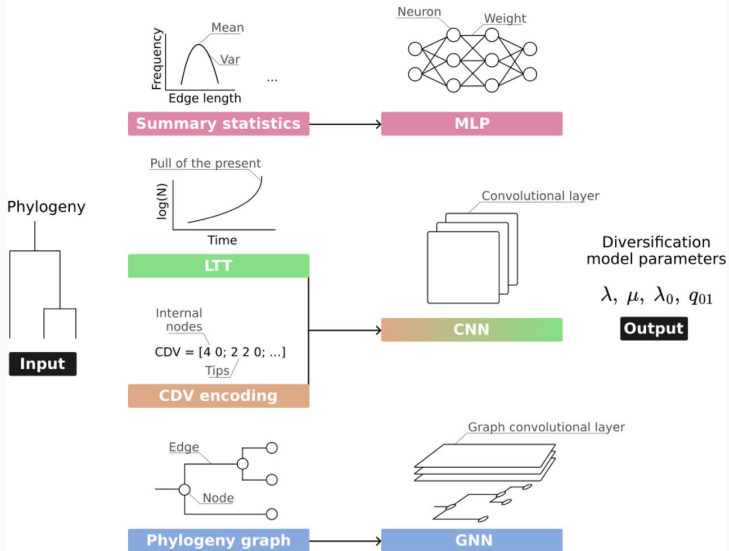 Phylogeny
Input
Frequency
Mean
Var
...
Edge length
Summary statistics
Neuron
Weight
MLP
Pull of the present
log(N)
Time
LTT
Internal
nodes
CDV = [4 0; 2 2 0; ...]
Tips
CDV encoding
Convolutional layer
CNN
Edge
Node
Phylogeny graph
Graph convolutional layer
GNN
Diversification
model parameters
λ, μ, λ₀, q₀₁
Output